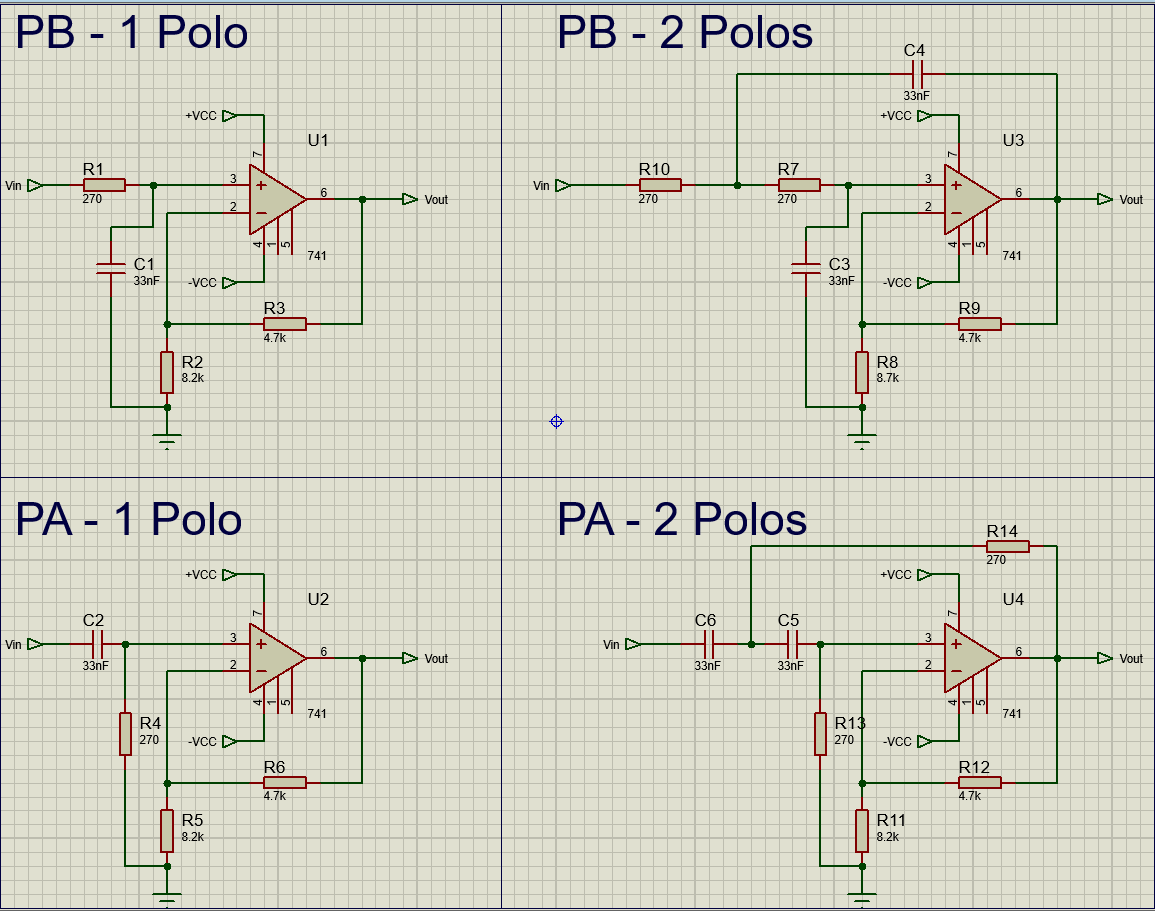 PB - 1 Polo
+VCC
U1
7
R1
Vin
3
6
270
2
Vout
4
1
5
741
C1
33nF
-VCC
R3
4.7k
R2
8.2k
PB - 2 Polos
C4
33nF
+VCC
U3
7
R10
R7
Vin
3
6
270
270
2
Vout
4
1
5
741
C3
33nF
-VCC
R9
4.7k
R8
8.7k
PA - 1 Polo
+VCC
U2
7
C2
Vin
3
6
33nF
2
Vout
4
1
5
741
R4
270
-VCC
R6
4.7k
R5
8.2k
PA - 2 Polos
R14
270
+VCC
U4
7
C6
C5
Vin
3
6
33nF
33nF
2
Vout
4
1
5
741
R13
270
-VCC
R12
4.7k
R11
8.2k